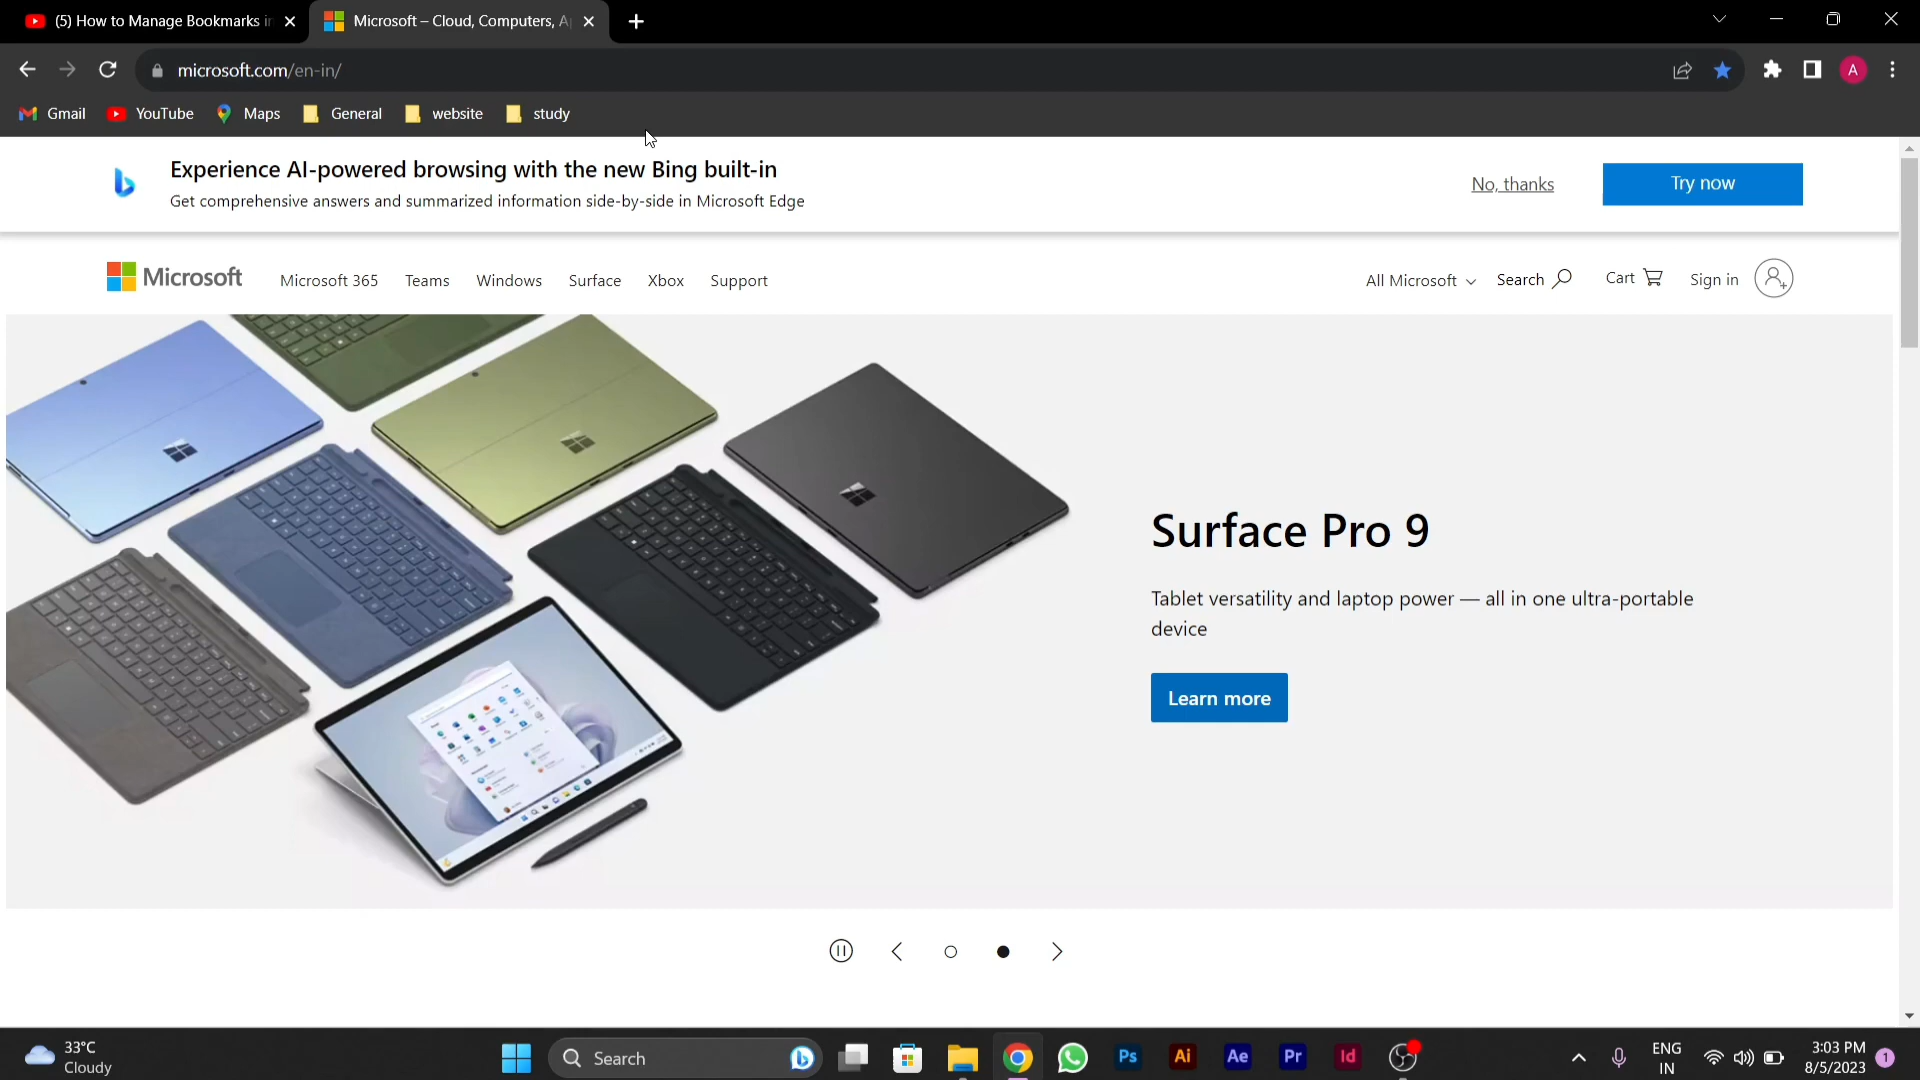 (5) How to Manage Bookmarks in
Microsoft – Cloud, Computers, Ap
microsoft.com/en-in/
A
Gmail
YouTube
Maps
General
website
study
Experience AI-powered browsing with the new Bing built-in
Get comprehensive answers and summarized information side-by-side in Microsoft Edge
No, thanks
Try now
Microsoft
Microsoft 365
Teams
Windows
Surface
Xbox
Support
All Microsoft
Search
Cart
Sign in
Surface Pro 9
Tablet versatility and laptop power — all in one ultra-portable
device
Learn more
33°C
Cloudy
Search
Ps
Ai
Ae
Pr
Id
ENG
IN
3:03 PM
8/5/2023
1